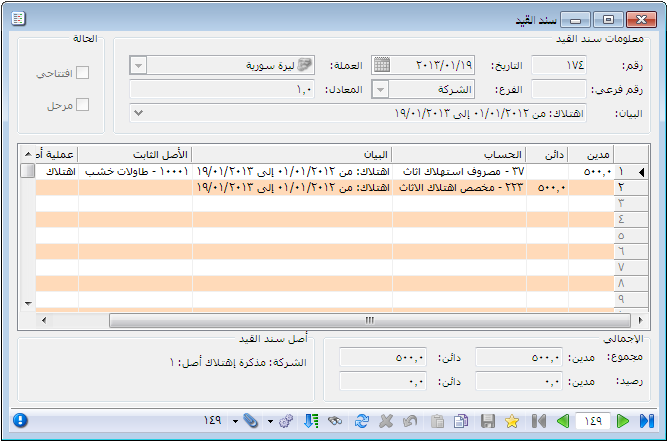 سند القيد
معلومات سند القيد
الحالة
رقم: ١٧٤ التاريخ: ٢٠١٣/٠١/١٩ العملة: ليرة سورية
افتتاحي
رقم فرعي: الفرع: الشركة المعادل: ١,٠
مرحل
البيان: اهتلاك: من ٠١/٠١/٢٠١٢ إلى ١٩/٠١/٢٠١٣
مدين دائن الحساب البيان الأصل الثابت عملية أص
١ ٥٠٠,٠ ٣٧ - مصروف استهلاك اثاث اهتلاك: من ٠١/٠١/٢٠١٢ إلى ١٩/٠١/٢٠١٣ ١٠٠٠١ - طاولات خشب اهتلاك
٢ ٥٠٠,٠ ٢٢٣ - مخصص اهتلاك الاثاث اهتلاك: من ٠١/٠١/٢٠١٢ إلى ١٩/٠١/٢٠١٣
٣
٤
٥
٦
٧
٨
٩
الإجمالي
أصل سند القيد
مجموع: مدين: ٥٠٠,٠ دائن: ٥٠٠,٠
الشركة: مذكرة إهتلاك أصل: ١
رصيد: مدين: ٠,٠ دائن: ٠,٠
١٤٩
١٤٩